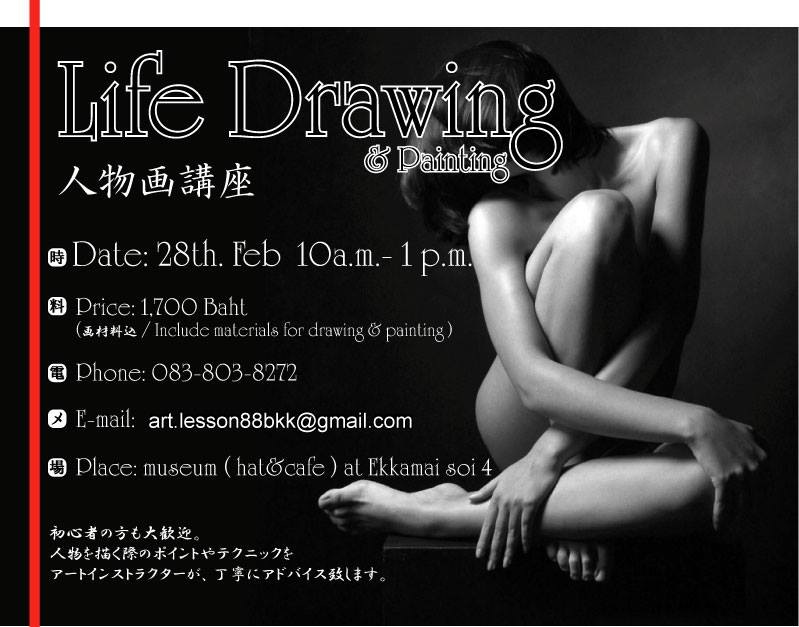 Life Drawing
& Painting
人物画講座
時 Date: 28th. Feb 10a.m.- 1 p.m.
料 Price: 1,700 Baht
(画材料込 / Include materials for drawing & painting)
電 Phone: 083-803-8272
メ E-mail: art.lesson88bkk@gmail.com
場 Place: museum ( hat&cafe ) at Ekkamai soi 4
初心者の方も大歓迎。
人物を描く際のポイントやテクニックを
アートインストラクターが、丁寧にアドバイス致します。